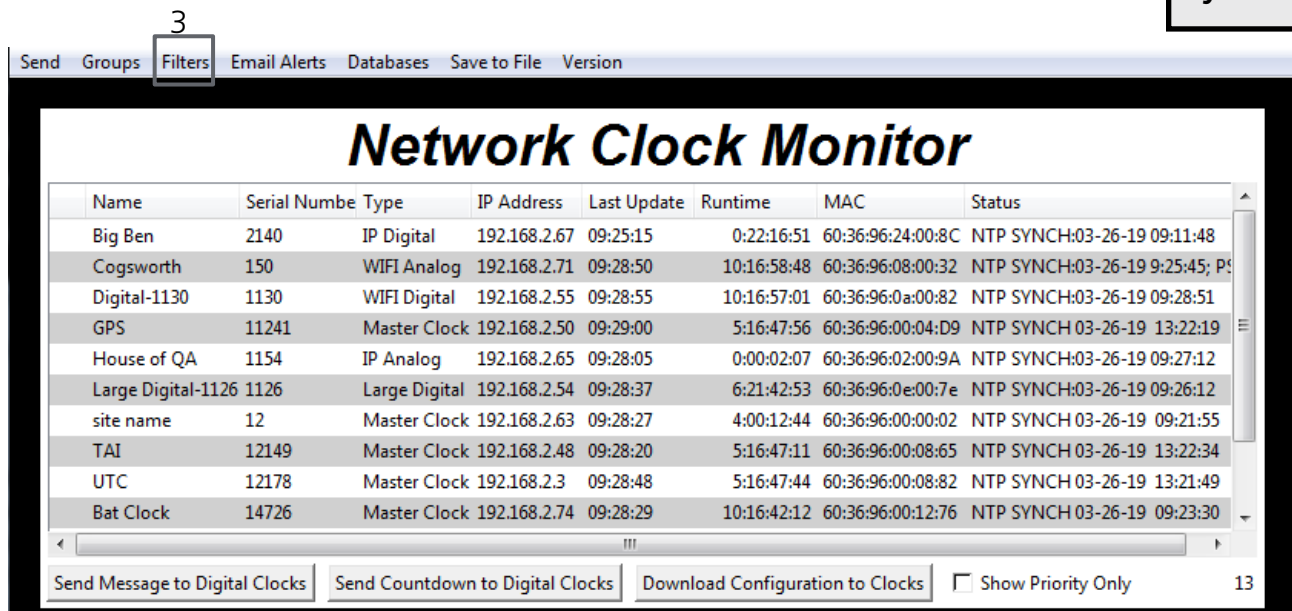 3
Send Groups Filters Email Alerts Databases Save to File Version
Network Clock Monitor
Name Serial Numbe Type IP Address Last Update Runtime MAC Status
Big Ben 2140 IP Digital 192.168.2.67 09:25:15 0:22:16:51 60:36:96:24:00:8C NTP SYNCH:03-26-19 09:11:48
Cogsworth 150 WIFI Analog 192.168.2.71 09:28:50 10:16:58:48 60:36:96:08:00:32 NTP SYNCH:03-26-19 9:25:45; PS
Digital-1130 1130 WIFI Digital 192.168.2.55 09:28:55 10:16:57:01 60:36:96:0a:00:82 NTP SYNCH:03-26-19 09:28:51
GPS 11241 Master Clock 192.168.2.50 09:29:00 5:16:47:56 60:36:96:00:04:D9 NTP SYNCH 03-26-19 13:22:19
House of QA 1154 IP Analog 192.168.2.65 09:28:05 0:00:02:07 60:36:96:02:00:9A NTP SYNCH:03-26-19 09:27:12
Large Digital-1126 1126 Large Digital 192.168.2.54 09:28:37 6:21:42:53 60:36:96:0e:00:7e NTP SYNCH:03-26-19 09:26:12
site name 12 Master Clock 192.168.2.63 09:28:27 4:00:12:44 60:36:96:00:00:02 NTP SYNCH 03-26-19 09:21:55
TAI 12149 Master Clock 192.168.2.48 09:28:20 5:16:47:11 60:36:96:00:08:65 NTP SYNCH 03-26-19 13:22:34
UTC 12178 Master Clock 192.168.2.3 09:28:48 5:16:47:44 60:36:96:00:08:82 NTP SYNCH 03-26-19 13:21:49
Bat Clock 14726 Master Clock 192.168.2.74 09:28:29 10:16:42:12 60:36:96:00:12:76 NTP SYNCH 03-26-19 09:23:30
Send Message to Digital Clocks Send Countdown to Digital Clocks Download Configuration to Clocks Show Priority Only 13